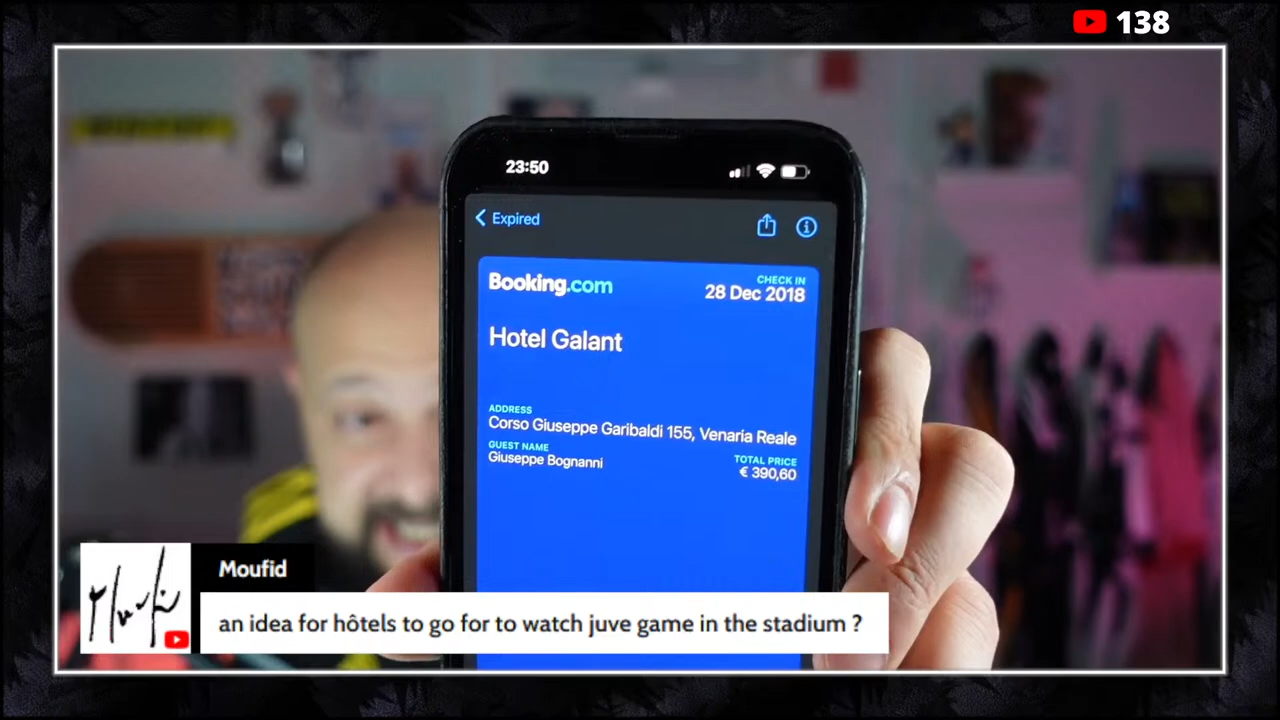 138
23:50
Expired
Booking.com
CHECK IN
28 Dec 2018
Hotel Galant
ADDRESS
Corso Giuseppe Garibaldi 155, Venaria Reale
GUEST NAME
Giuseppe Bognanni
TOTAL PRICE
€ 390,60
Moufid
an idea for hôtels to go for to watch juve game in the stadium ?